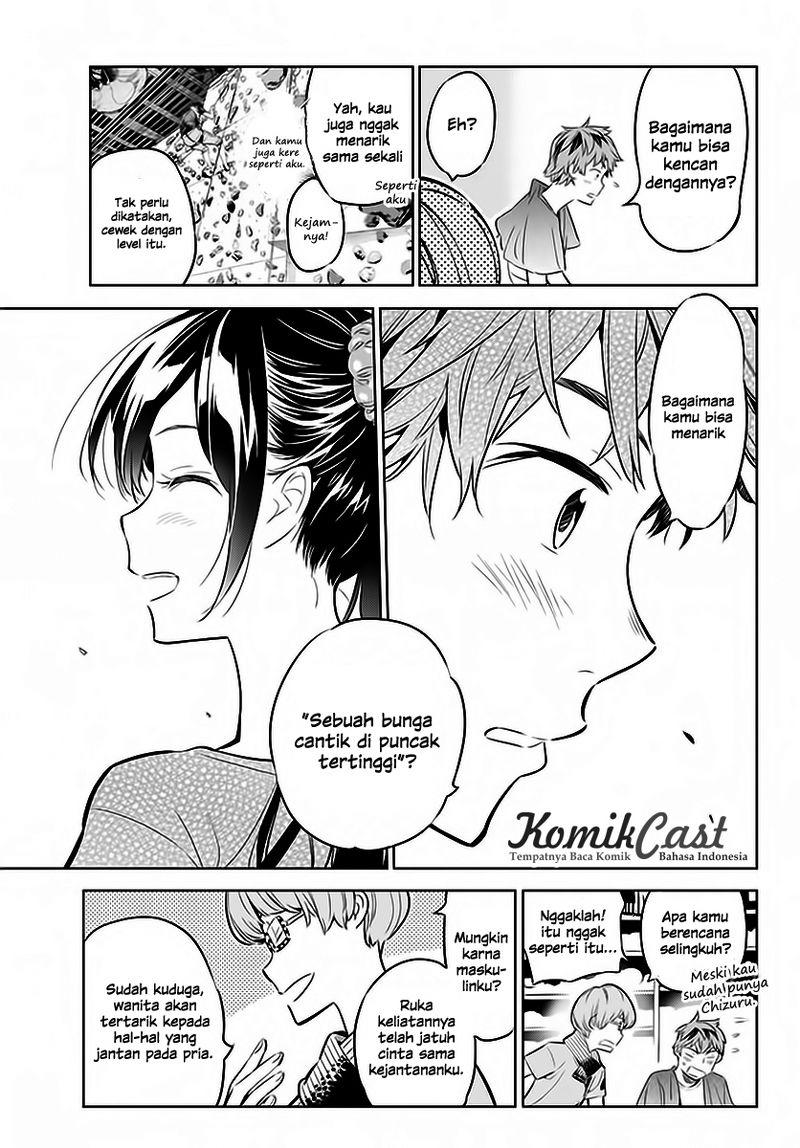 Bagaimana
kamu bisa
kencan
dengannya?
Eh?
Yah, kau
juga nggak
menarik
sama sekali
Seperti
aku
Dan kamu
juga kere
seperti aku.
Kejam-
nya!
Tak perlu
dikatakan,
cewek dengan
level itu.
Bagaimana
kamu bisa
menarik
"Sebuah bunga
cantik di puncak
tertinggi"?
KomikCast
Tempatnya Baca Komik Bahasa Indonesia
Apa kamu
berencana
selingkuh?
Meski kau
sudah punya
Chizuru.
Nggaklah!
itu nggak
seperti itu...
Mungkin
karna
masku-
linku?
Ruka
keliatannya
telah jatuh
cinta sama
kejantananku.
Sudah kuduga,
wanita akan
tertarik kepada
hal-hal yang
jantan pada pria.